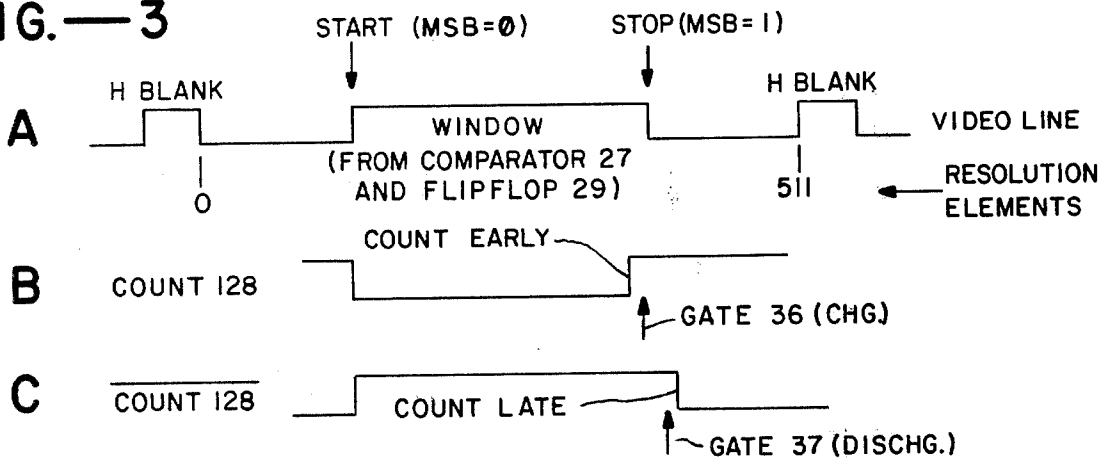 IG.—3
START (MSB=0) STOP (MSB=1)
H BLANK H BLANK
A WINDOW VIDEO LINE
(FROM COMPARATOR 27
AND FLIPFLOP 29)
0 511 RESOLUTION
ELEMENTS
COUNT EARLY
B COUNT 128
GATE 36 (CHG.)
C COUNT 128 COUNT LATE
GATE 37 (DISCHG.)